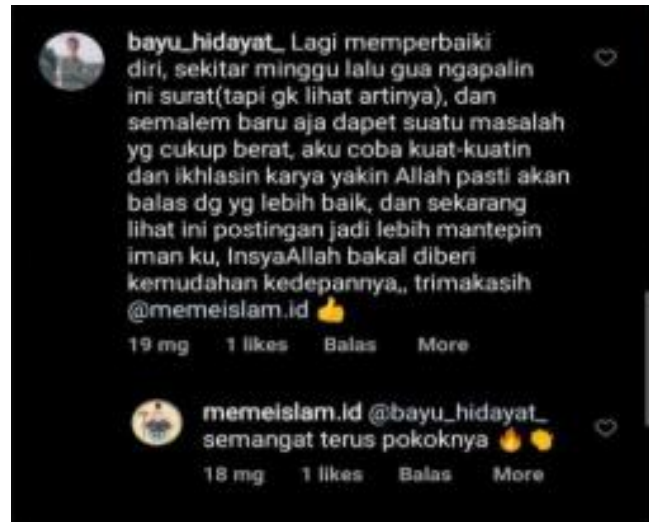 bayu_hidayat_ Lagi memperbaiki
diri, sekitar minggu lalu gua ngapalin
ini surat(tapi gk lihat artinya), dan
semalem baru aja dapet suatu masalah
yg cukup berat, aku coba kuat-kuatin
dan ikhlasin karya yakin Allah pasti akan
balas dg yg lebih baik, dan sekarang
lihat ini postingan jadi lebih mantepin
iman ku, InsyaAllah bakal diberi
kemudahan kedepannya,, trimakasih
@memeislam.id 👍
19 mg 1 likes Balas More
memeislam.id @bayu_hidayat_
semangat terus pokoknya 🔥👏
18 mg 1 likes Balas More